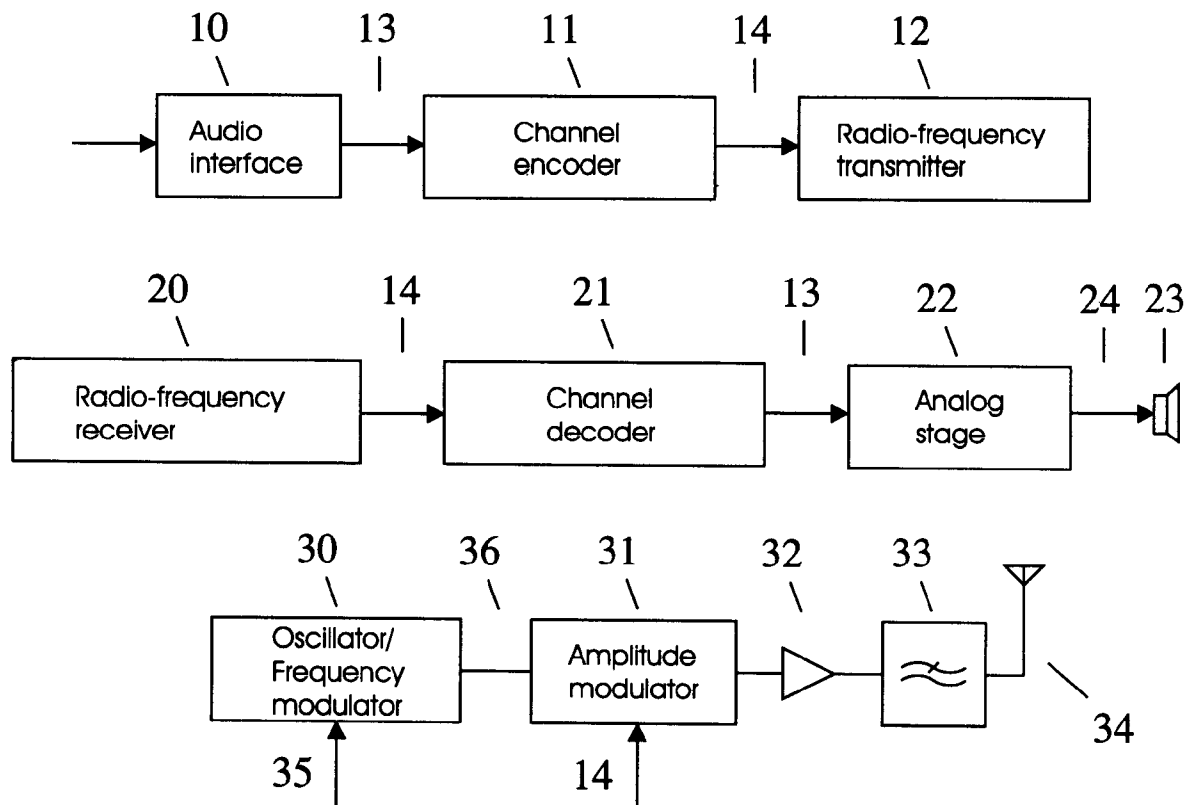 10 13 11 14 12
Audio
interface
Channel
encoder
Radio-frequency
transmitter
20 14 21 13 22 24 23
Radio-frequency
receiver
Channel
decoder
Analog
stage
30 36 31 32 33
Oscillator/
Frequency
modulator
Amplitude
modulator
34
35 14